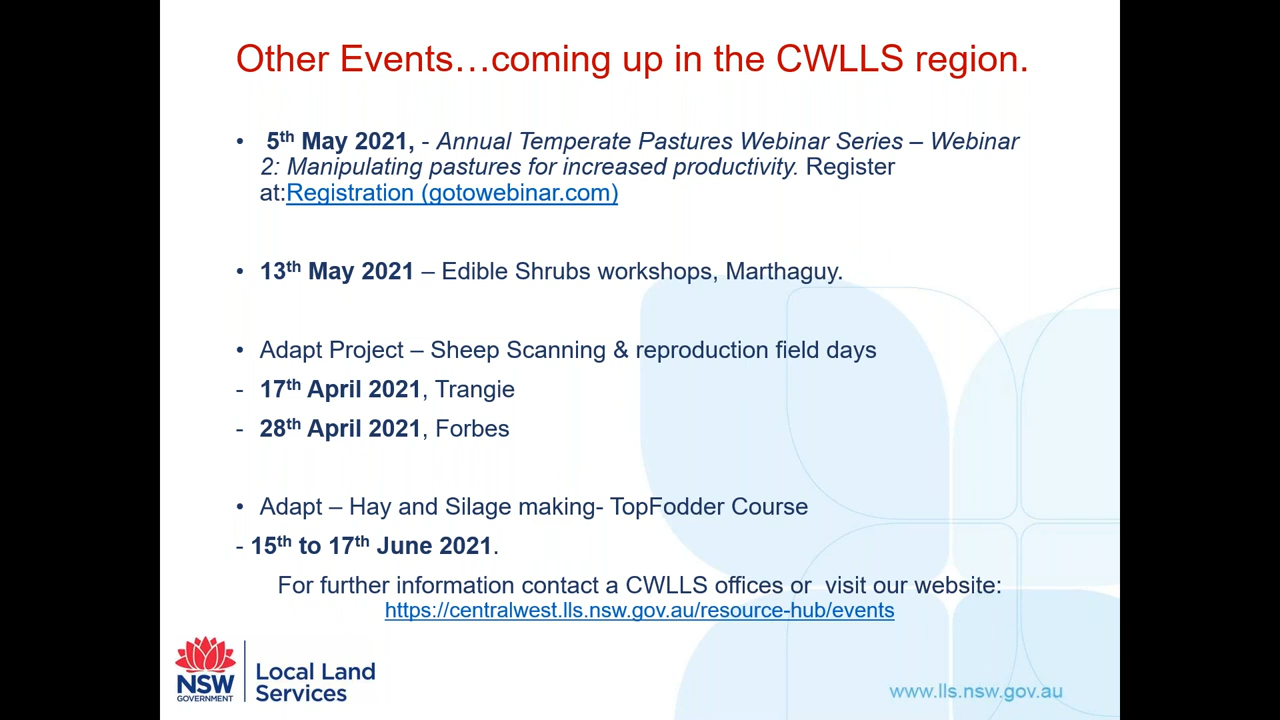 Other Events…coming up in the CWLLS region.
• 5th May 2021, - Annual Temperate Pastures Webinar Series – Webinar
2: Manipulating pastures for increased productivity. Register
at:Registration (gotowebinar.com)
• 13th May 2021 – Edible Shrubs workshops, Marthaguy.
• Adapt Project – Sheep Scanning & reproduction field days
- 17th April 2021, Trangie
- 28th April 2021, Forbes
• Adapt – Hay and Silage making- TopFodder Course
- 15th to 17th June 2021.
For further information contact a CWLLS offices or  visit our website:
https://centralwest.lls.nsw.gov.au/resource-hub/events
NSW
GOVERNMENT
Local Land
Services
www.lls.nsw.gov.au